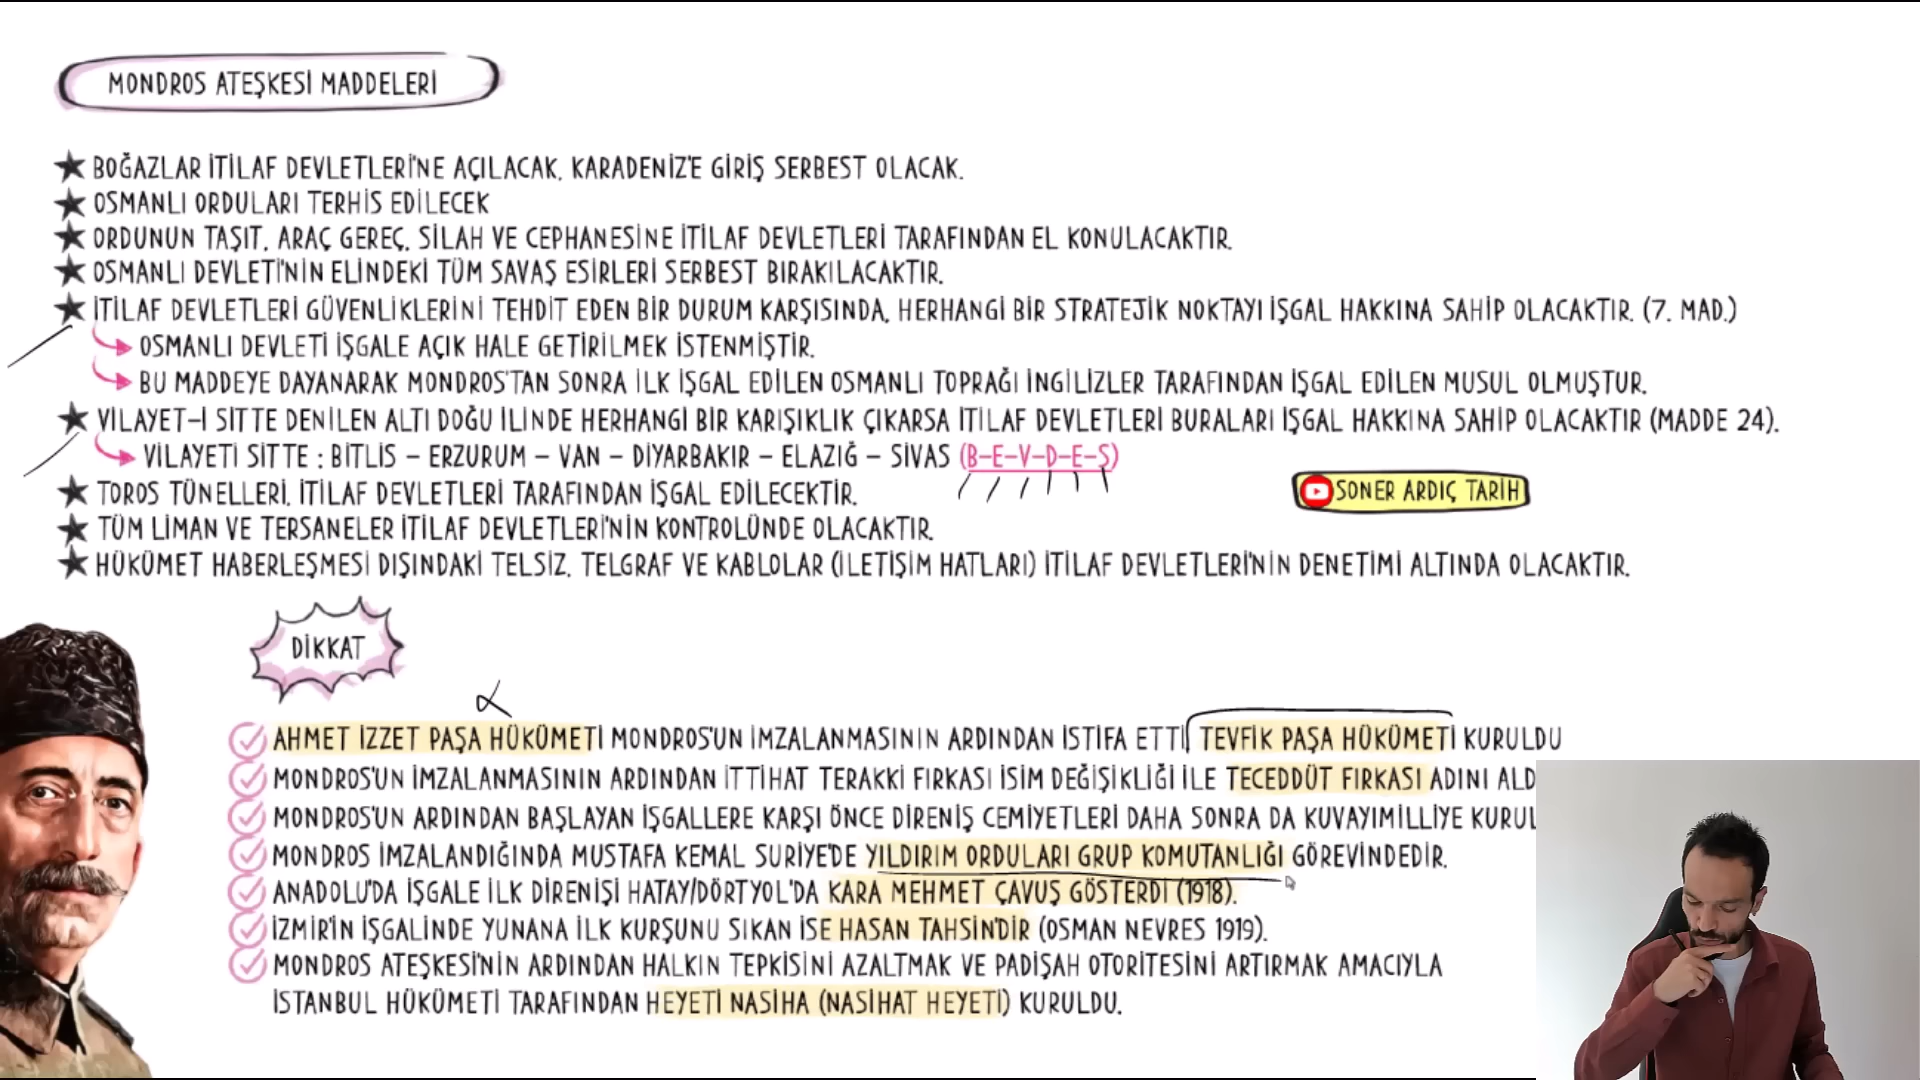 MONDROS ATEŞKESİ MADDELERİ
BOĞAZLAR İTİLAF DEVLETLERİ'NE AÇILACAK, KARADENİZ'E GİRİŞ SERBEST OLACAK.
OSMANLI ORDULARI TERHİS EDİLECEK
ORDUNUN TAŞIT, ARAÇ GEREÇ, SİLAH VE CEPHANESİNE İTİLAF DEVLETLERİ TARAFINDAN EL KONULACAKTIR.
OSMANLI DEVLETİ'NİN ELİNDEKİ TÜM SAVAŞ ESİRLERİ SERBEST BIRAKILACAKTIR.
İTİLAF DEVLETLERİ GÜVENLİKLERİNİ TEHDİT EDEN BİR DURUM KARŞISINDA, HERHANGİ BİR STRATEJİK NOKTAYI İŞGAL HAKKINA SAHİP OLACAKTIR. (7. MAD.)
OSMANLI DEVLETİ İŞGALE AÇIK HALE GETİRİLMEK İSTENMİŞTİR.
BU MADDEYE DAYANARAK MONDROS'TAN SONRA İLK İŞGAL EDİLEN OSMANLI TOPRAĞI İNGİLİZLER TARAFINDAN İŞGAL EDİLEN MUSUL OLMUŞTUR.
VİLAYET-İ SİTTE DENİLEN ALTI DOĞU İLİNDE HERHANGİ BİR KARIŞIKLIK ÇIKARSA İTİLAF DEVLETLERİ BURALARI İŞGAL HAKKINA SAHİP OLACAKTIR (MADDE 24).
VİLAYETİ SİTTE : BİTLİS – ERZURUM – VAN – DİYARBAKIR – ELAZIĞ – SİVAS (B-E-V-D-E-S)
TOROS TÜNELLERİ, İTİLAF DEVLETLERİ TARAFINDAN İŞGAL EDİLECEKTİR.
SONER ARDIÇ TARİH
TÜM LİMAN VE TERSANELER İTİLAF DEVLETLERİ'NİN KONTROLÜNDE OLACAKTIR.
HÜKÜMET HABERLEŞMESİ DIŞINDAKİ TELSİZ, TELGRAF VE KABLOLAR (İLETİŞİM HATLARI) İTİLAF DEVLETLERİ'NİN DENETİMİ ALTINDA OLACAKTIR.
DİKKAT
AHMET İZZET PAŞA HÜKÜMETİ MONDROS'UN İMZALANMASININ ARDINDAN İSTİFA ETTİ TEVFİK PAŞA HÜKÜMETİ KURULDU
MONDROS'UN İMZALANMASININ ARDINDAN İTTİHAT TERAKKİ FIRKASI İSİM DEĞİŞİKLİĞİ İLE TECEDDÜT FIRKASI ADINI ALD
MONDROS'UN ARDINDAN BAŞLAYAN İŞGALLERE KARŞI ÖNCE DİRENİŞ CEMİYETLERİ DAHA SONRA DA KUVAYIMİLLİYE KURUL
MONDROS İMZALANDIĞINDA MUSTAFA KEMAL SURİYE'DE YILDIRIM ORDULARI GRUP KOMUTANLIĞI GÖREVİNDEDİR.
ANADOLU'DA İŞGALE İLK DİRENİŞİ HATAY/DÖRTYOL'DA KARA MEHMET ÇAVUŞ GÖSTERDİ (1918).
İZMİR'İN İŞGALİNDE YUNANA İLK KURŞUNU SIKAN İSE HASAN TAHSİN'DİR (OSMAN NEVRES 1919).
MONDROS ATEŞKESİ'NİN ARDINDAN HALKIN TEPKİSİNİ AZALTMAK VE PADİŞAH OTORİTESİNİ ARTIRMAK AMACIYLA
İSTANBUL HÜKÜMETİ TARAFINDAN HEYETİ NASİHA (NASİHAT HEYETİ) KURULDU.